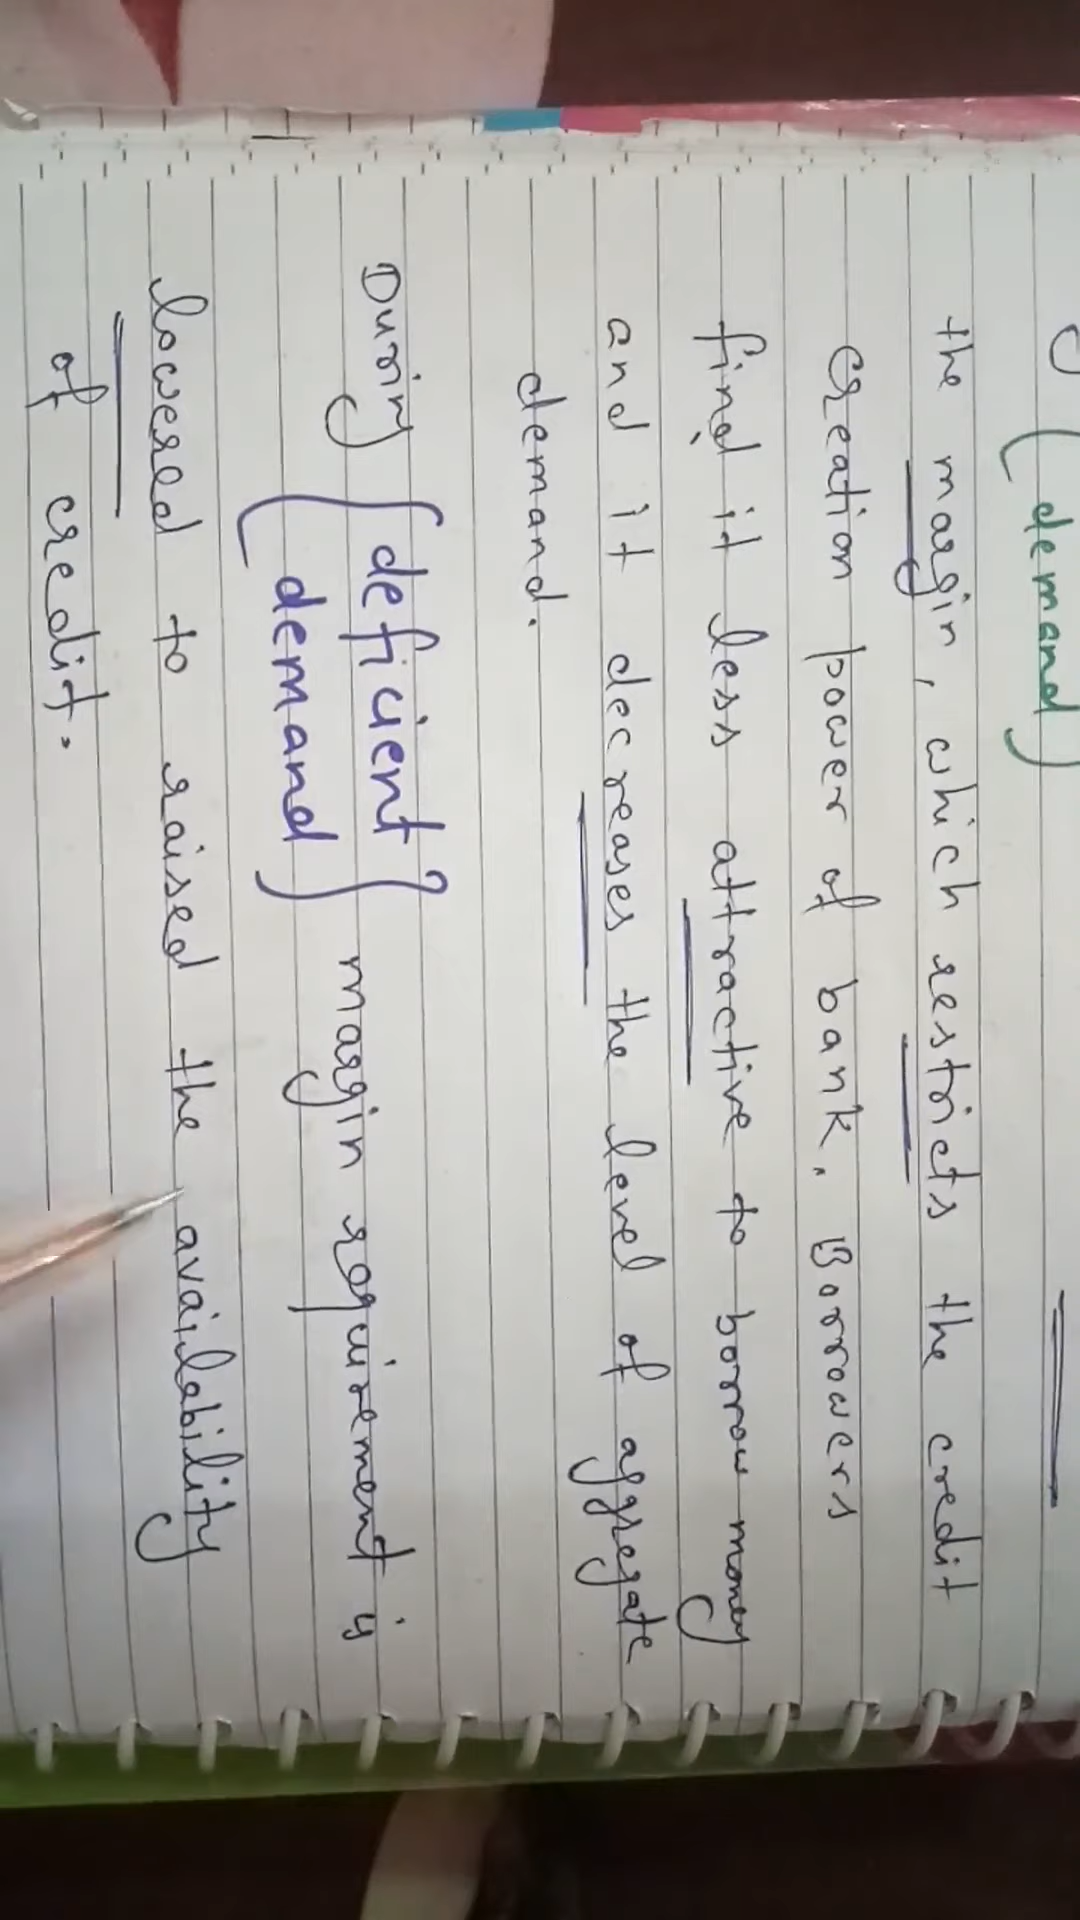 (demand)
the margin, which restricts the credit
creation power of bank. Borrowers
find it less attractive to borrow money
and it decreases the level of aggregate
demand.
During {deficient
demand} margin requirement is
lowered to raised the availability
of credit.